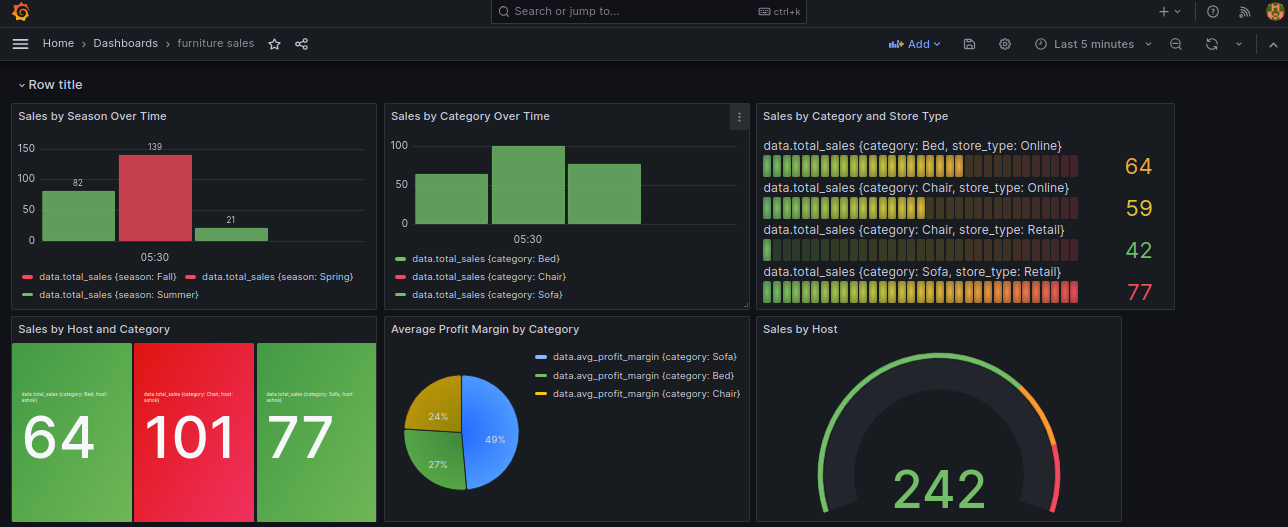 Search or jump to...
ctrl+k
Home › Dashboards › furniture sales
Add
Last 5 minutes
Row title
Sales by Season Over Time
150
100
50
0
82
139
21
05:30
data.total_sales {season: Fall}
data.total_sales {season: Spring}
data.total_sales {season: Summer}
Sales by Category Over Time
100
50
0
05:30
data.total_sales {category: Bed}
data.total_sales {category: Chair}
data.total_sales {category: Sofa}
Sales by Category and Store Type
data.total_sales {category: Bed, store_type: Online}
64
data.total_sales {category: Chair, store_type: Online}
59
data.total_sales {category: Chair, store_type: Retail}
42
data.total_sales {category: Sofa, store_type: Retail}
77
Sales by Host and Category
data.total_sales {category: Bed, host:
ashok}
64
data.total_sales {category: Chair, host:
ashok}
101
data.total_sales {category: Sofa, host:
ashok}
77
Average Profit Margin by Category
24%
49%
27%
data.avg_profit_margin {category: Sofa}
data.avg_profit_margin {category: Bed}
data.avg_profit_margin {category: Chair}
Sales by Host
242